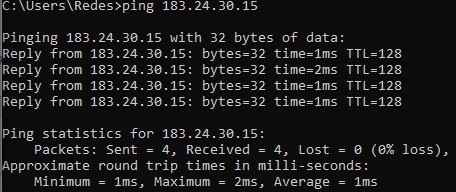 C:\Users\Redes>ping 183.24.30.15
Pinging 183.24.30.15 with 32 bytes of data:
Reply from 183.24.30.15: bytes=32 time=1ms TTL=128
Reply from 183.24.30.15: bytes=32 time=2ms TTL=128
Reply from 183.24.30.15: bytes=32 time=1ms TTL=128
Reply from 183.24.30.15: bytes=32 time=1ms TTL=128
Ping statistics for 183.24.30.15:
    Packets: Sent = 4, Received = 4, Lost = 0 (0% loss),
Approximate round trip times in milli-seconds:
    Minimum = 1ms, Maximum = 2ms, Average = 1ms